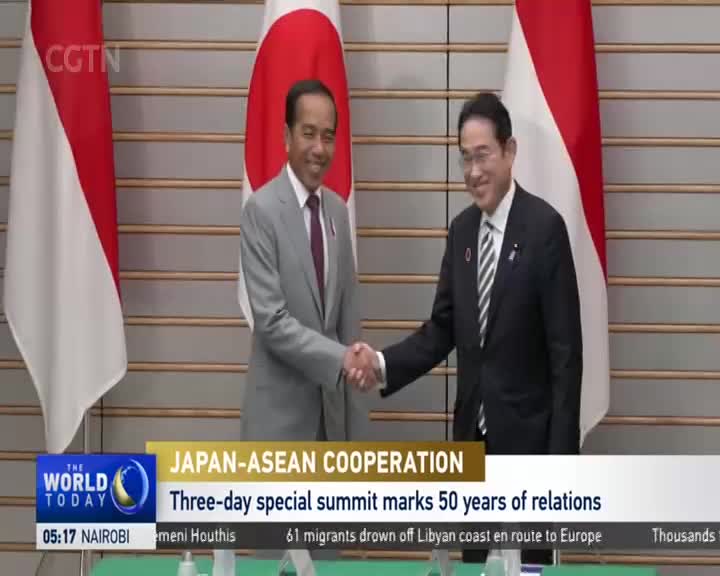 CGTN
JAPAN-ASEAN COOPERATION
THE
WORLD
TODAY
Three-day special summit marks 50 years of relations
05:17 NAIROBI
emeni Houthis 61 migrants drown off Libyan coast en route to Europe Thousands